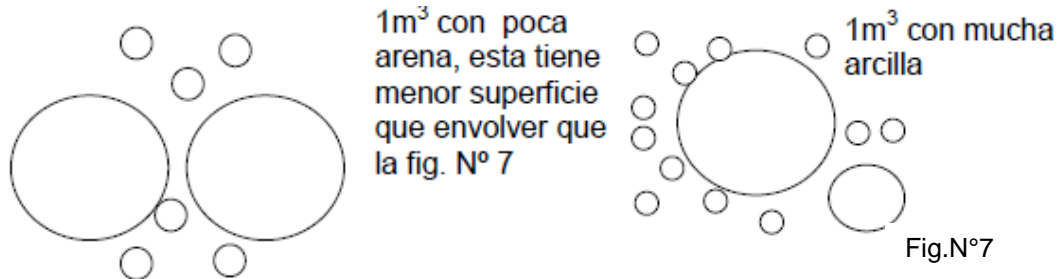 1m³ con poca
arena, esta tiene
menor superficie
que envolver que
la fig. Nº 7
1m³ con mucha
arcilla
Fig.N°7